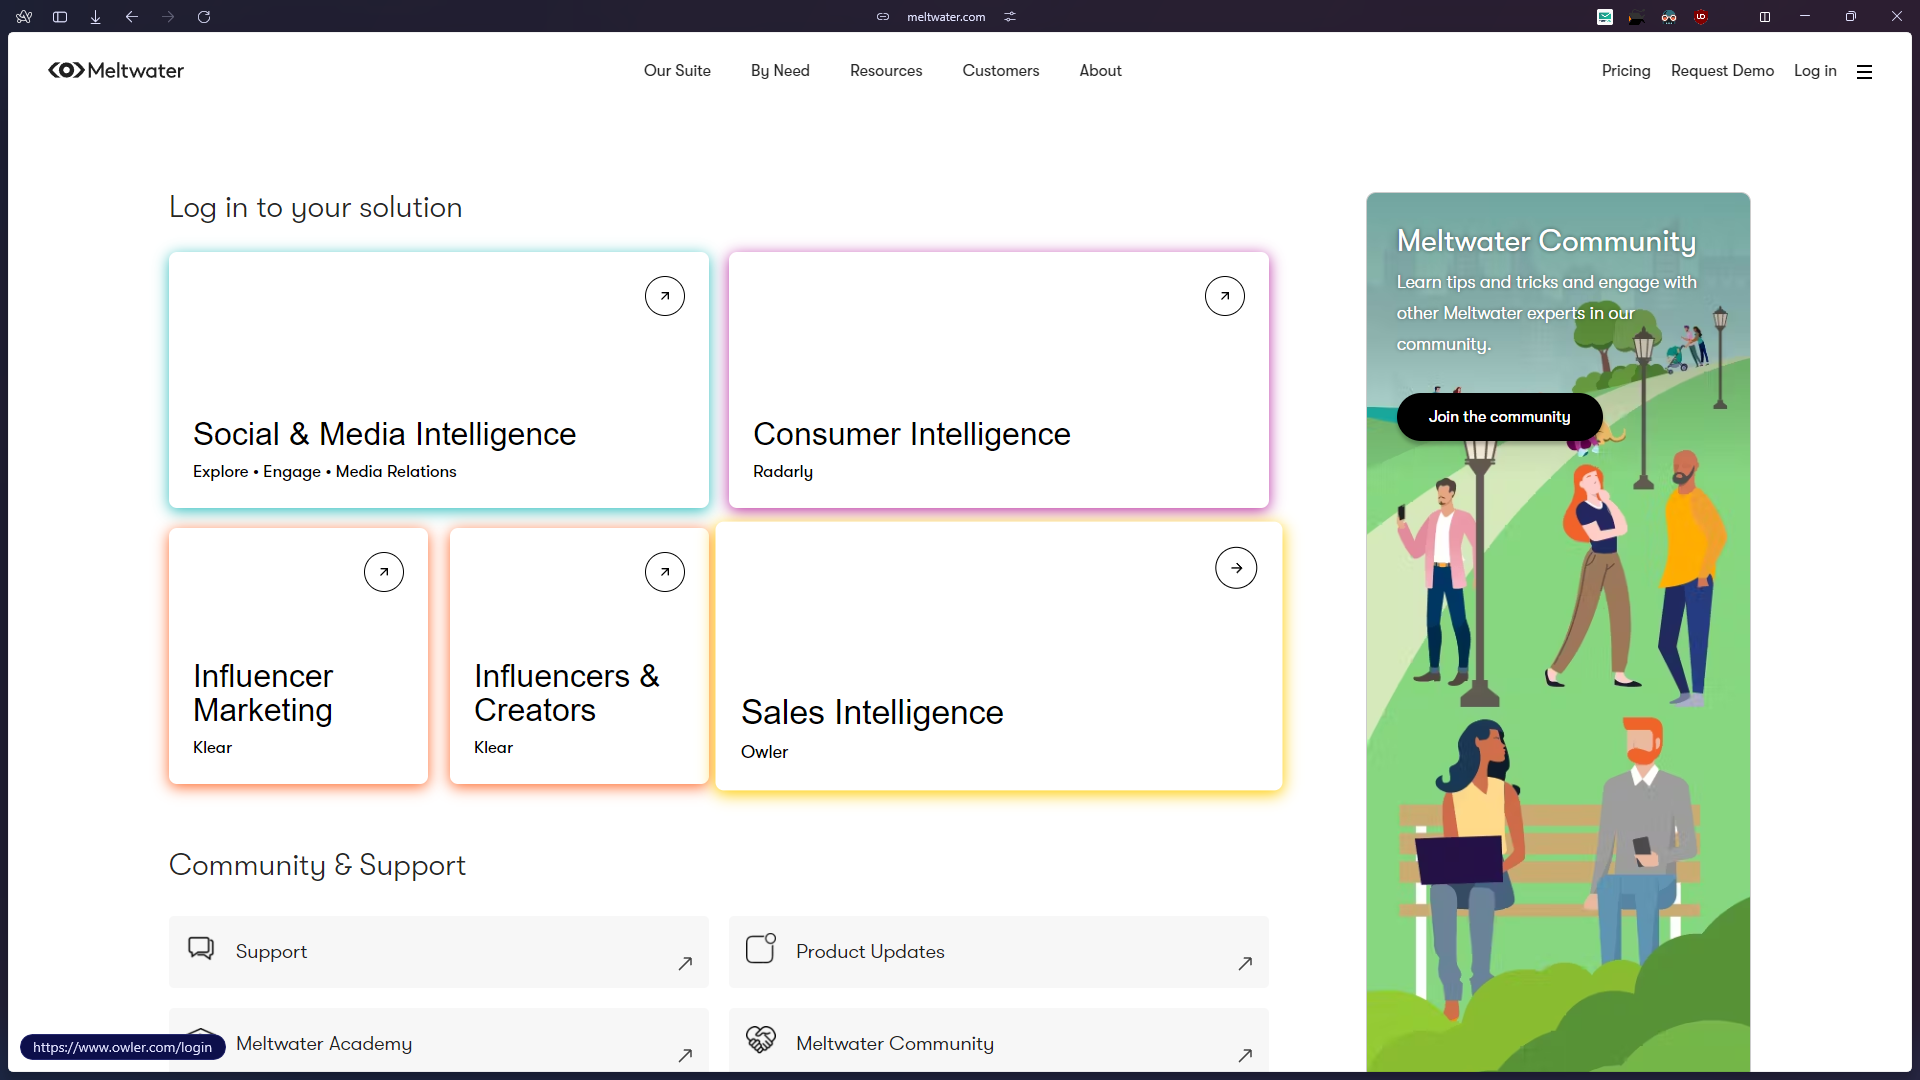 meltwater.com
Meltwater
Our Suite
By Need
Resources
Customers
About
Pricing
Request Demo
Log in
Log in to your solution
Social & Media Intelligence
Explore • Engage • Media Relations
Consumer Intelligence
Radarly
Influencer
Marketing
Klear
Influencers &
Creators
Klear
Sales Intelligence
Owler
Meltwater Community
Learn tips and tricks and engage with
other Meltwater experts in our
community.
Join the community
Community & Support
Support
Product Updates
Meltwater Academy
Meltwater Community
https://www.owler.com/login